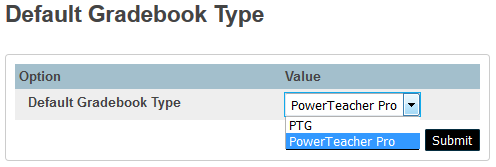 Default Gradebook Type
Option Value
Default Gradebook Type PowerTeacher Pro
PTG
PowerTeacher Pro Submit